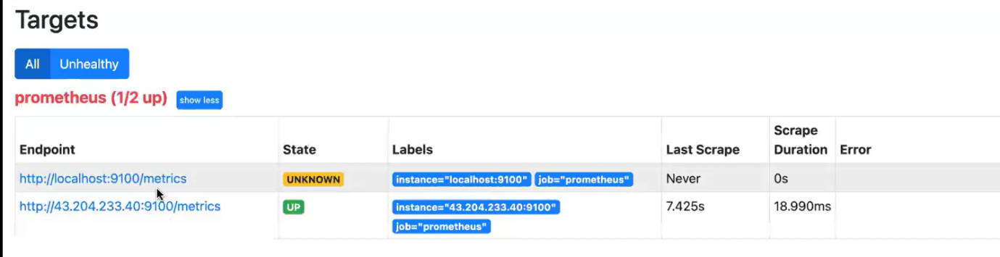 Targets
All Unhealthy
prometheus (1/2 up) show less
Endpoint State Labels Last Scrape Scrape Duration Error
http://localhost:9100/metrics UNKNOWN instance="localhost:9100" job="prometheus" Never 0s
http://43.204.233.40:9100/metrics UP instance="43.204.233.40:9100" 7.425s 18.990ms
job="prometheus"